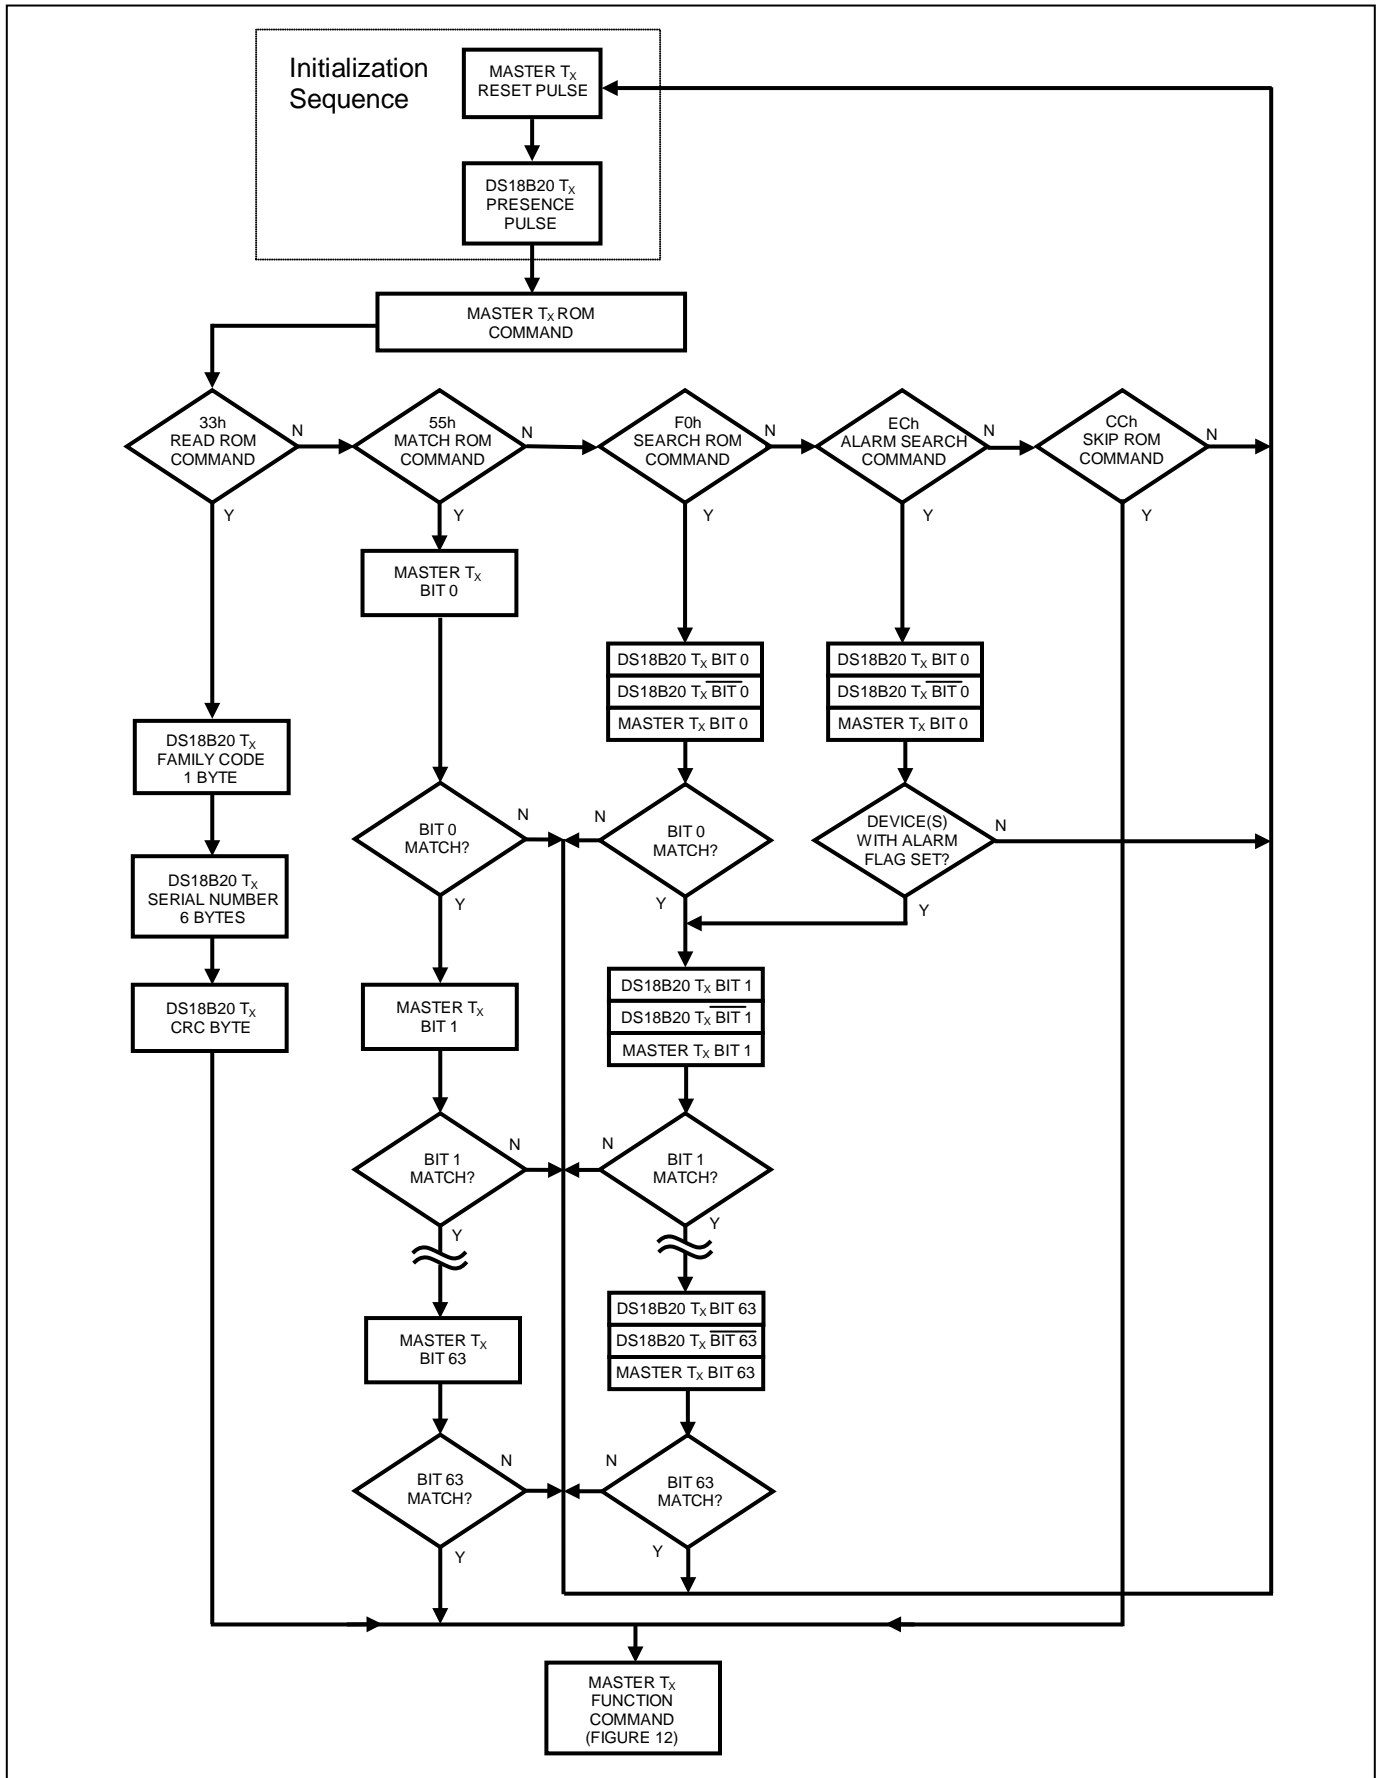 Initialization
Sequence
MASTER TX
RESET PULSE
DS18B20 TX
PRESENCE
PULSE
MASTER TX ROM
COMMAND
33h
READ ROM
COMMAND
N
Y
55h
MATCH ROM
COMMAND
N
Y
F0h
SEARCH ROM
COMMAND
N
Y
ECh
ALARM SEARCH
COMMAND
N
Y
CCh
SKIP ROM
COMMAND
N
Y
MASTER TX
BIT 0
DS18B20 TX BIT 0
DS18B20 TX BIT 0
MASTER TX BIT 0
DS18B20 TX BIT 0
DS18B20 TX BIT 0
MASTER TX BIT 0
DS18B20 TX
FAMILY CODE
1 BYTE
BIT 0
MATCH?
N
Y
BIT 0
MATCH?
N
Y
DEVICE(S)
WITH ALARM
FLAG SET?
N
Y
DS18B20 TX
SERIAL NUMBER
6 BYTES
DS18B20 TX
CRC BYTE
MASTER TX
BIT 1
DS18B20 TX BIT 1
DS18B20 TX BIT 1
MASTER TX BIT 1
BIT 1
MATCH?
N
Y
BIT 1
MATCH?
N
Y
MASTER TX
BIT 63
DS18B20 TX BIT 63
DS18B20 TX BIT 63
MASTER TX BIT 63
BIT 63
MATCH?
N
Y
BIT 63
MATCH?
N
Y
MASTER TX
FUNCTION
COMMAND
(FIGURE 12)